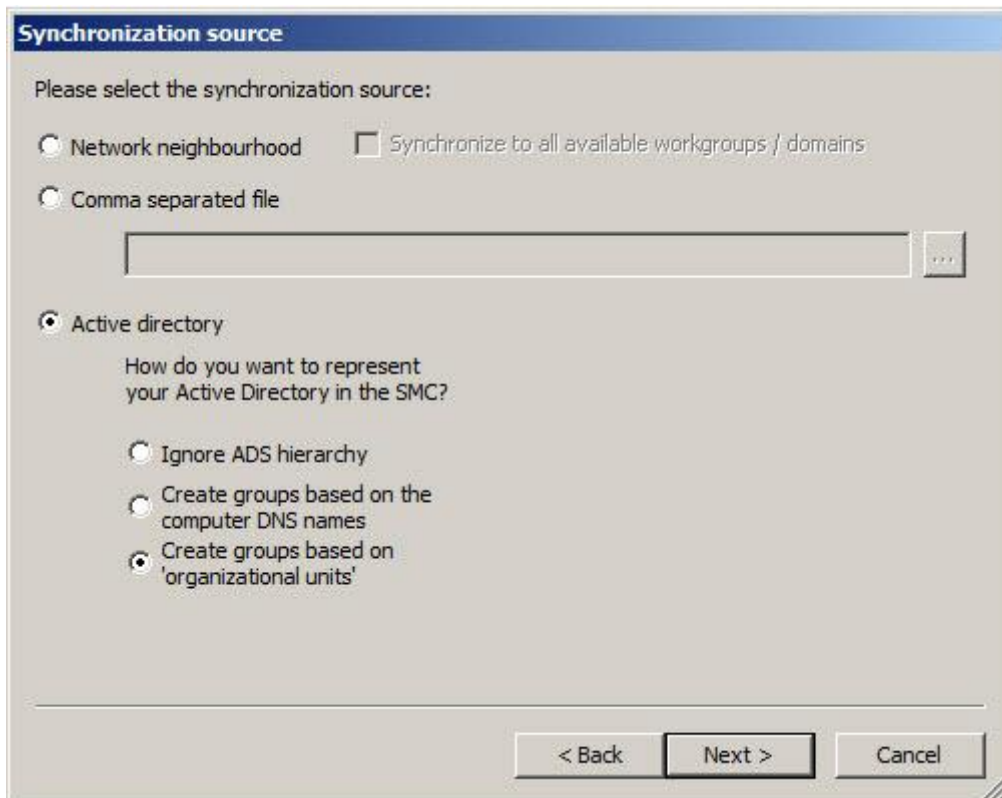 Synchronization source
Please select the synchronization source:
Network neighbourhood
Synchronize to all available workgroups / domains
Comma separated file
...
Active directory
How do you want to represent
your Active Directory in the SMC?
Ignore ADS hierarchy
Create groups based on the
computer DNS names
Create groups based on
'organizational units'
< Back
Next >
Cancel